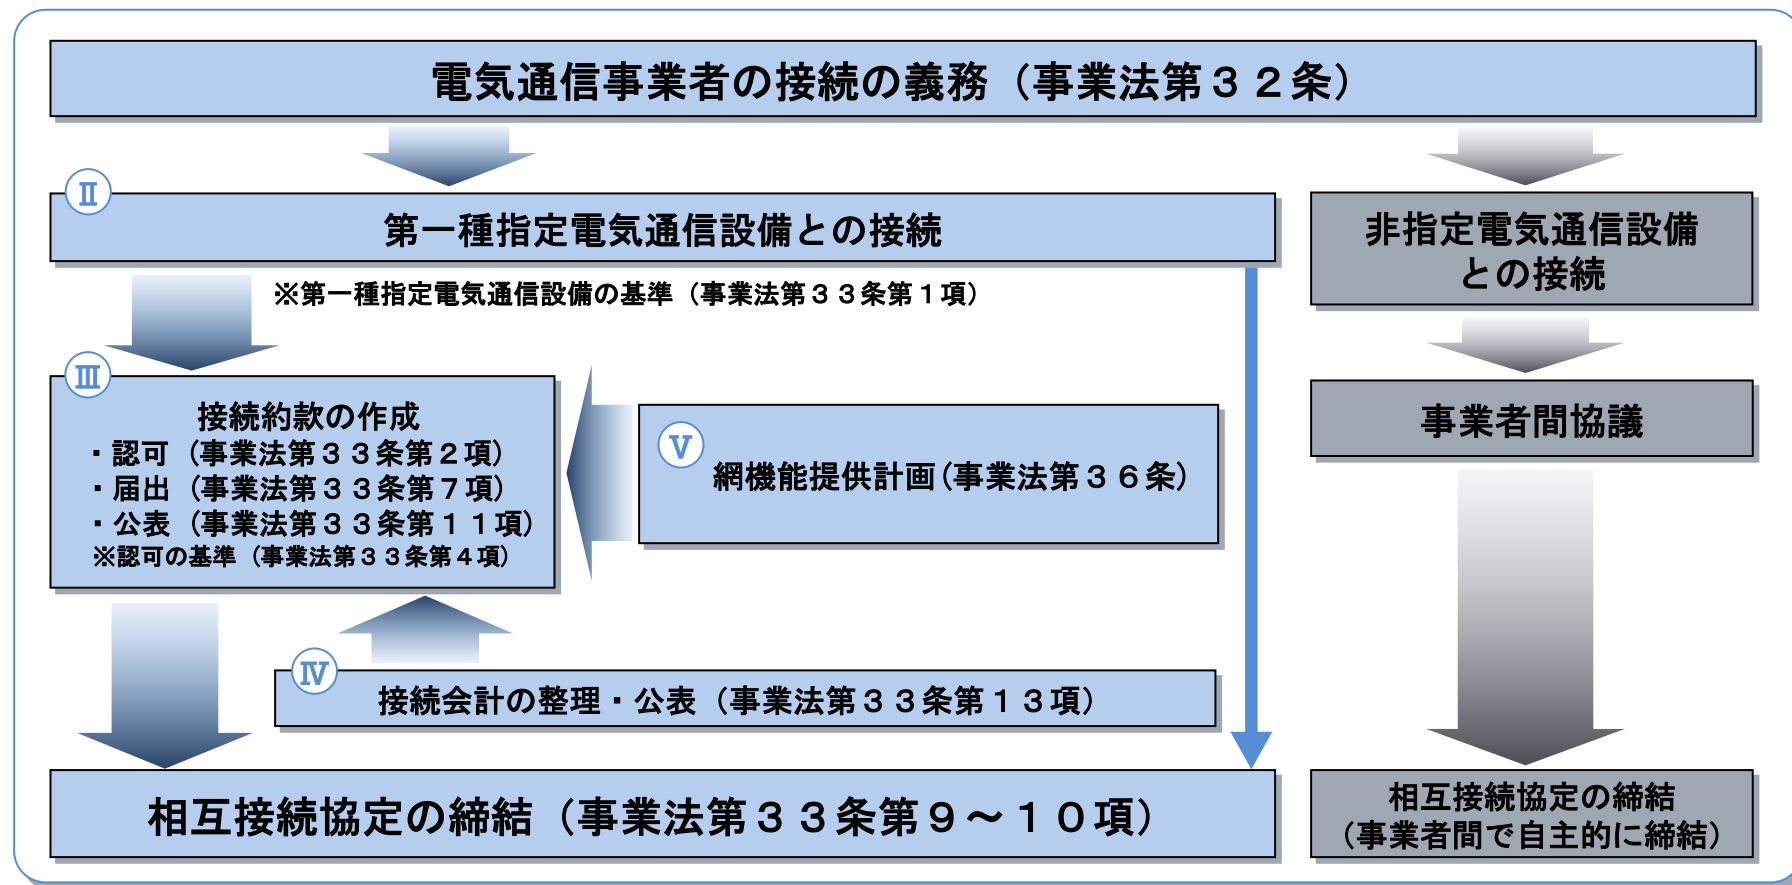 電気通信事業者の接続の義務（事業法第３２条）
Ⅱ
第一種指定電気通信設備との接続
※第一種指定電気通信設備の基準（事業法第３３条第１項）
非指定電気通信設備
との接続
Ⅲ
接続約款の作成
・認可（事業法第３３条第２項）
・届出（事業法第３３条第７項）
・公表（事業法第３３条第１１項）
※認可の基準（事業法第３３条第４項）
Ⅴ
網機能提供計画（事業法第３６条）
事業者間協議
Ⅳ
接続会計の整理・公表（事業法第３３条第１３項）
相互接続協定の締結（事業法第３３条第９～１０項）
相互接続協定の締結
（事業者間で自主的に締結）